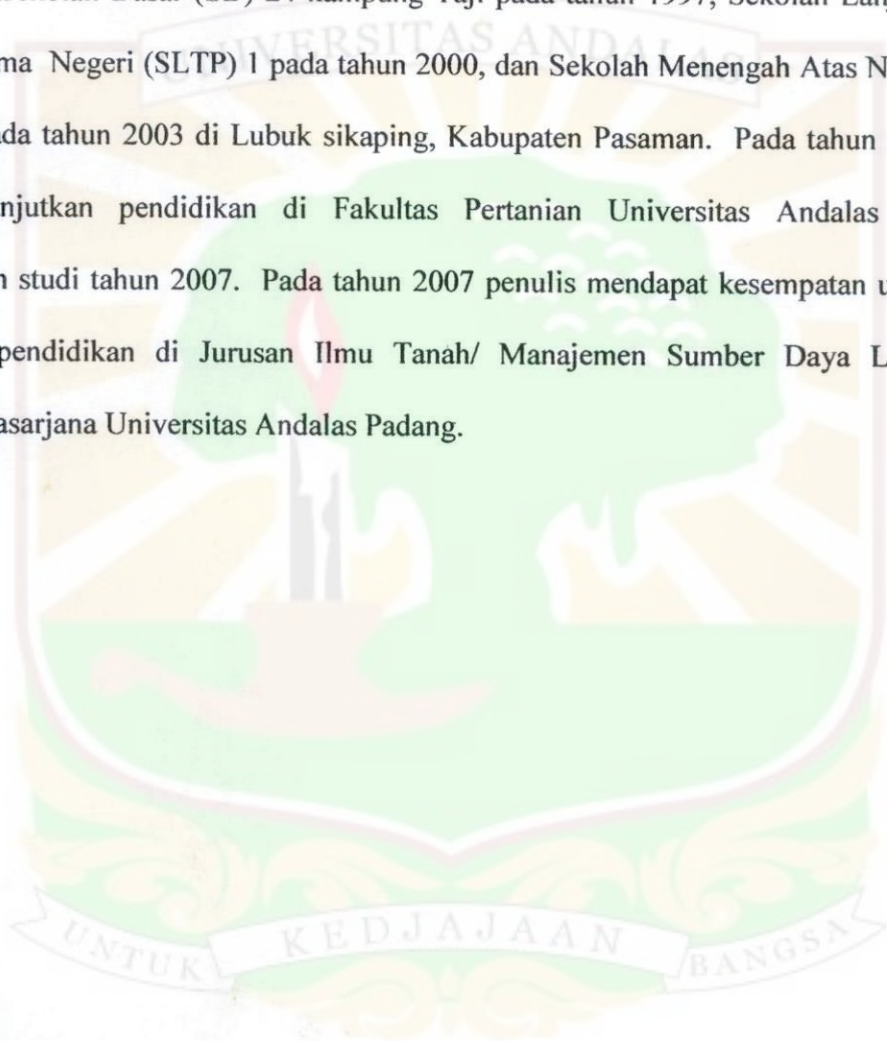 UNIVERSITAS ANDALAS
ma Negeri (SLTP) 1 pada tahun 2000, dan Sekolah Menengah Atas N
da tahun 2003 di Lubuk sikaping, Kabupaten Pasaman. Pada tahun
njutkan pendidikan di Fakultas Pertanian Universitas Andalas
n studi tahun 2007. Pada tahun 2007 penulis mendapat kesempatan u
pendidikan di Jurusan Ilmu Tanah/ Manajemen Sumber Daya L
asarjana Universitas Andalas Padang.
UNTUK KEDJAJAAN BANGSA